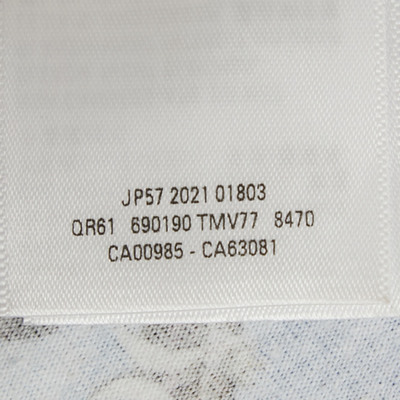 JP57 2021 01803
QR61 690190 TMV77 8470
CA00985 - CA63081